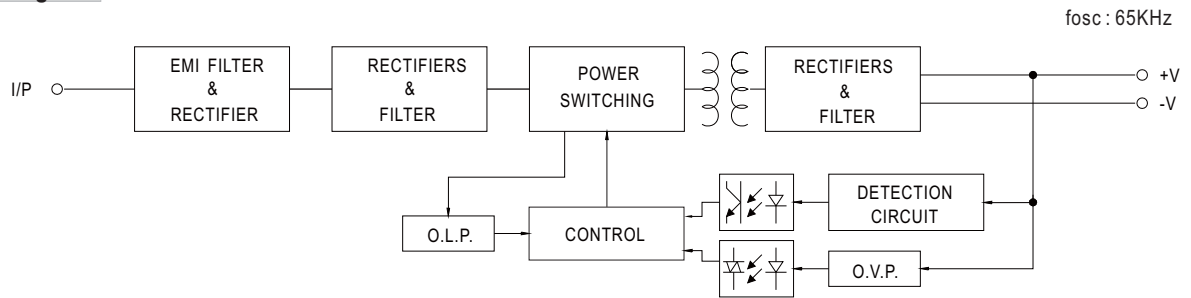 fosc : 65KHz
I/P
EMI FILTER
&
RECTIFIER
RECTIFIERS
&
FILTER
POWER
SWITCHING
RECTIFIERS
&
FILTER
+V
-V
DETECTION
CIRCUIT
O.L.P.
CONTROL
O.V.P.